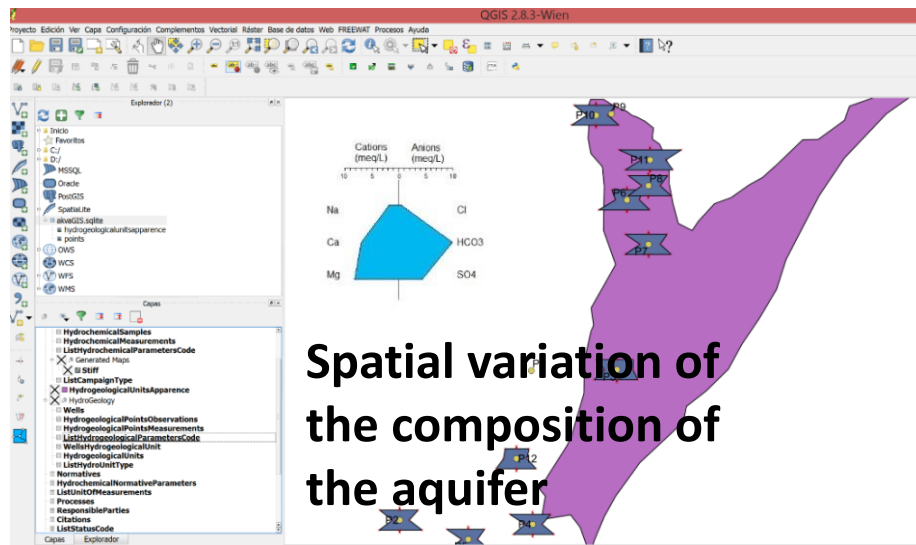 QGIS 2.8.3-Wien
Proyecto Edición Ver Capa Configuración Complementos Vectorial Ráster Base de datos Web FREEWAT Procesos Ayuda
Explorador (2)
Inicio
Favoritos
C:/
D:/
MSSQL
Oracle
PostGIS
SpatiaLite
akvaGIS.sqlite
hydrogeologicalunitsapparence
points
OWS
WCS
WFS
WMS
Capas
HydrochemicalSamples
HydrochemicalMeasurements
ListHydrochemicalParametersCode
Generated Maps
Stiff
ListCampaignType
HydrogeologicalUnitsApparence
HydroGeology
Wells
HydrogeologicalPointsObservations
HydrogeologicalPointsMeasurements
ListHydrogeologicalParametersCode
WellsHydrogeologicalUnit
HydrogeologicalUnits
ListHydroUnitType
Normatives
HydrochemicalNormativeParameters
ListUnitOfMeasurements
Processes
ResponsibleParties
Citations
ListStatusCode
Capas Explorador
Cations Anions
(meq/L) (meq/L)
10 5 0 5 10
Na Cl
Ca HCO3
Mg SO4
P9
P10
P11
P8
P6
P7
Spatial variation of
the composition of
the aquifer
P12
P2
P4